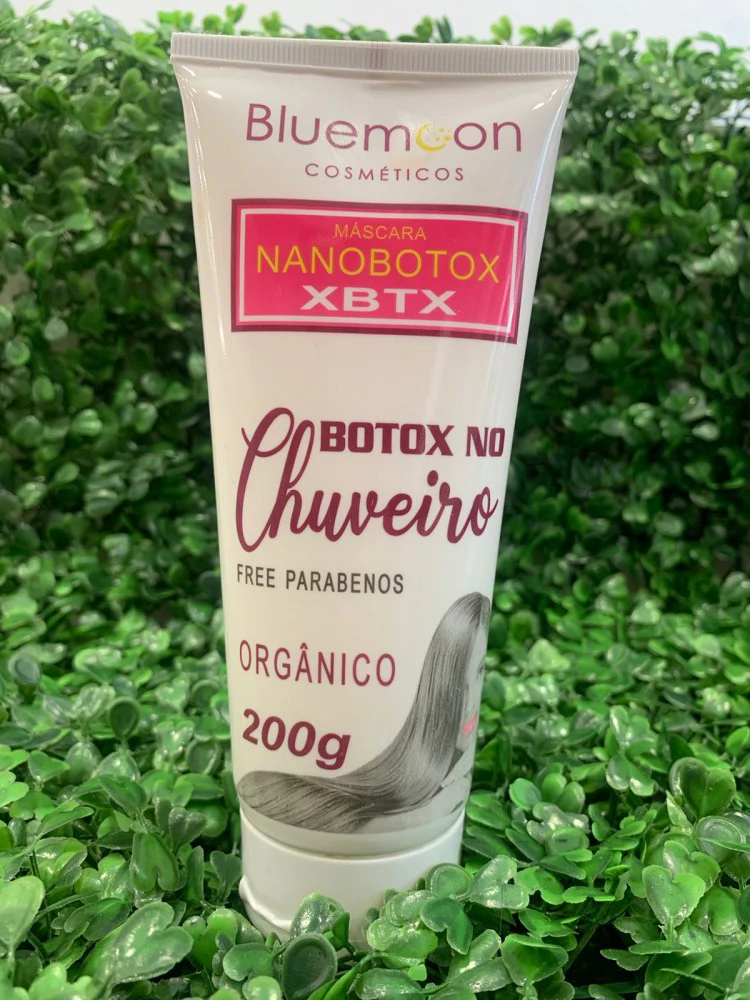 Bluemoon
COSMÉTICOS
MÁSCARA
NANOBOTOX
XBTX
BOTOX NO
Chuveiro
FREE PARABENOS
ORGÂNICO
200g